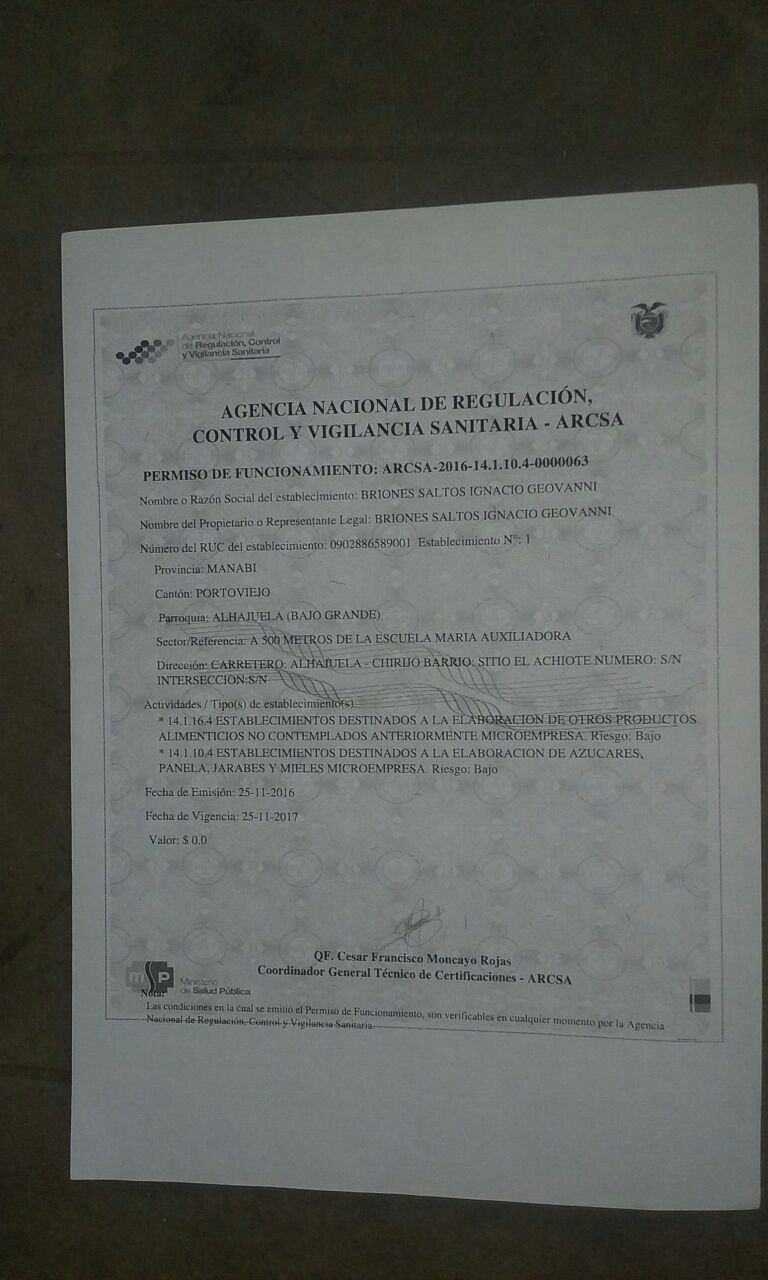 Agencia Nacional
de Regulación, Control
y Vigilancia Sanitaria
AGENCIA NACIONAL DE REGULACIÓN,
CONTROL Y VIGILANCIA SANITARIA - ARCSA
PERMISO DE FUNCIONAMIENTO: ARCSA-2016-14.1.10.4-0000063
Nombre o Razón Social del establecimiento: BRIONES SALTOS IGNACIO GEOVANNI
Nombre del Propietario o Representante Legal: BRIONES SALTOS IGNACIO GEOVANNI
Número del RUC del establecimiento: 0902886589001 Establecimiento N°: 1
Provincia: MANABI
Cantón: PORTOVIEJO
Parroquia: ALHAJUELA (BAJO GRANDE)
Sector/Referencia: A 500 METROS DE LA ESCUELA MARIA AUXILIADORA
Dirección: CARRETERO: ALHAJUELA - CHIRIJO BARRIO: SITIO EL ACHIOTE NUMERO: S/N
INTERSECCION:S/N
Actividades / Tipo(s) de establecimiento(s):
* 14.1.16.4 ESTABLECIMIENTOS DESTINADOS A LA ELABORACION DE OTROS PRODUCTOS
ALIMENTICIOS NO CONTEMPLADOS ANTERIORMENTE MICROEMPRESA. Riesgo: Bajo
* 14.1.10.4 ESTABLECIMIENTOS DESTINADOS A LA ELABORACION DE AZUCARES,
PANELA, JARABES Y MIELES MICROEMPRESA. Riesgo: Bajo
Fecha de Emisión: 25-11-2016
Fecha de Vigencia: 25-11-2017
Valor: $ 0.0
QF. Cesar Francisco Moncayo Rojas
Coordinador General Técnico de Certificaciones - ARCSA
msp
Ministerio
de Salud Pública
Nota:
Las condiciones en la cual se emitió el Permiso de Funcionamiento, son verificables en cualquier momento por la Agencia
Nacional de Regulación, Control y Vigilancia Sanitaria.